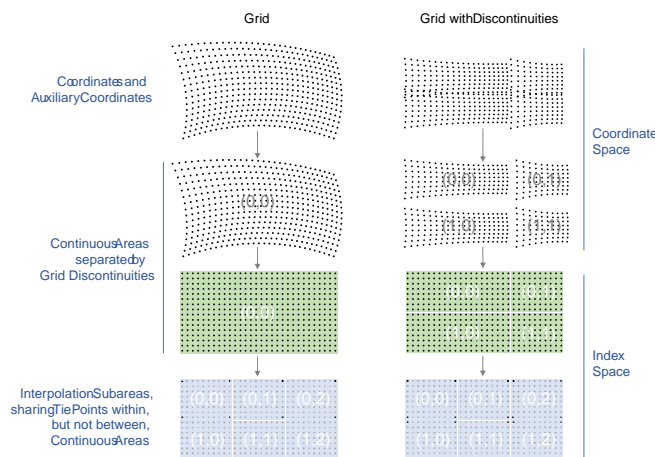 Grid
Grid withDiscontinuities
Coordinates and
AuxiliaryCoordinates
Coordinate
Space
(0,0)
(0,0)
(0,1)
(1,0)
(1,1)
ContinuousAreas
separatedby
Grid Discontinuities
(0,0)
(0,0)
(0,1)
(1,0)
(1,1)
Index
Space
InterpolationSubareas,
sharingTiePoints within,
but not between,
ContinuousAreas
(0,0) (0,1) (0,2)
(1,0) (1,1) (1,2)
(0,0) (0,1) (0,2)
(1,0) (1,1) (1,2)